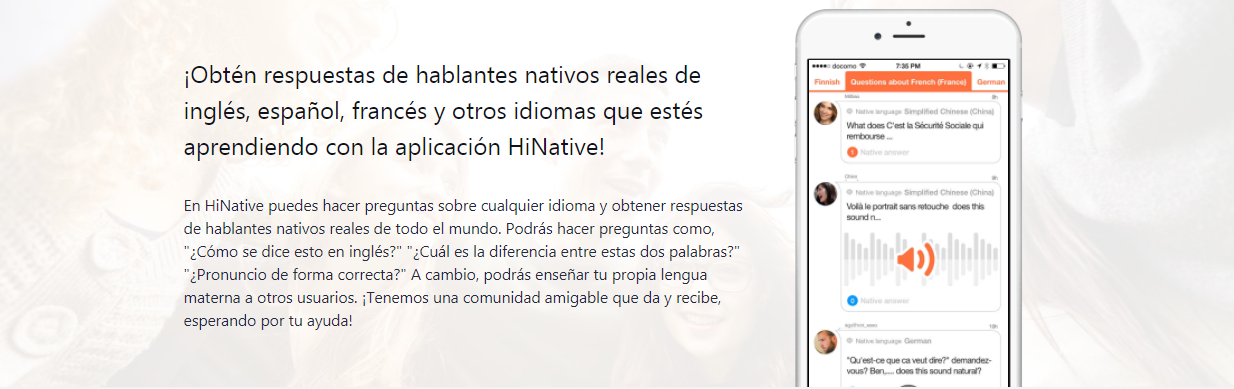 ¡Obtén respuestas de hablantes nativos reales de
inglés, español, francés y otros idiomas que estés
aprendiendo con la aplicación HiNative!
En HiNative puedes hacer preguntas sobre cualquier idioma y obtener respuestas
de hablantes nativos reales de todo el mundo. Podrás hacer preguntas como,
"¿Cómo se dice esto en inglés?" "¿Cuál es la diferencia entre estas dos palabras?"
"¿Pronuncio de forma correcta?" A cambio, podrás enseñar tu propia lengua
materna a otros usuarios. ¡Tenemos una comunidad amigable que da y recibe,
esperando por tu ayuda!
docomo 7:35 PM
Finnish Questions about French (France) German
Native language Simplified Chinese (China)
What does C'est la Sécurité Sociale qui
rembourse ...
1 Native answer
Native language Simplified Chinese (China)
Voilà le portrait sans retouche does this
sound n...
0 Native answer
Native language German
"Qu'est-ce que ca veut dire?" demandez-
vous? Ben,.... does this sound natural?